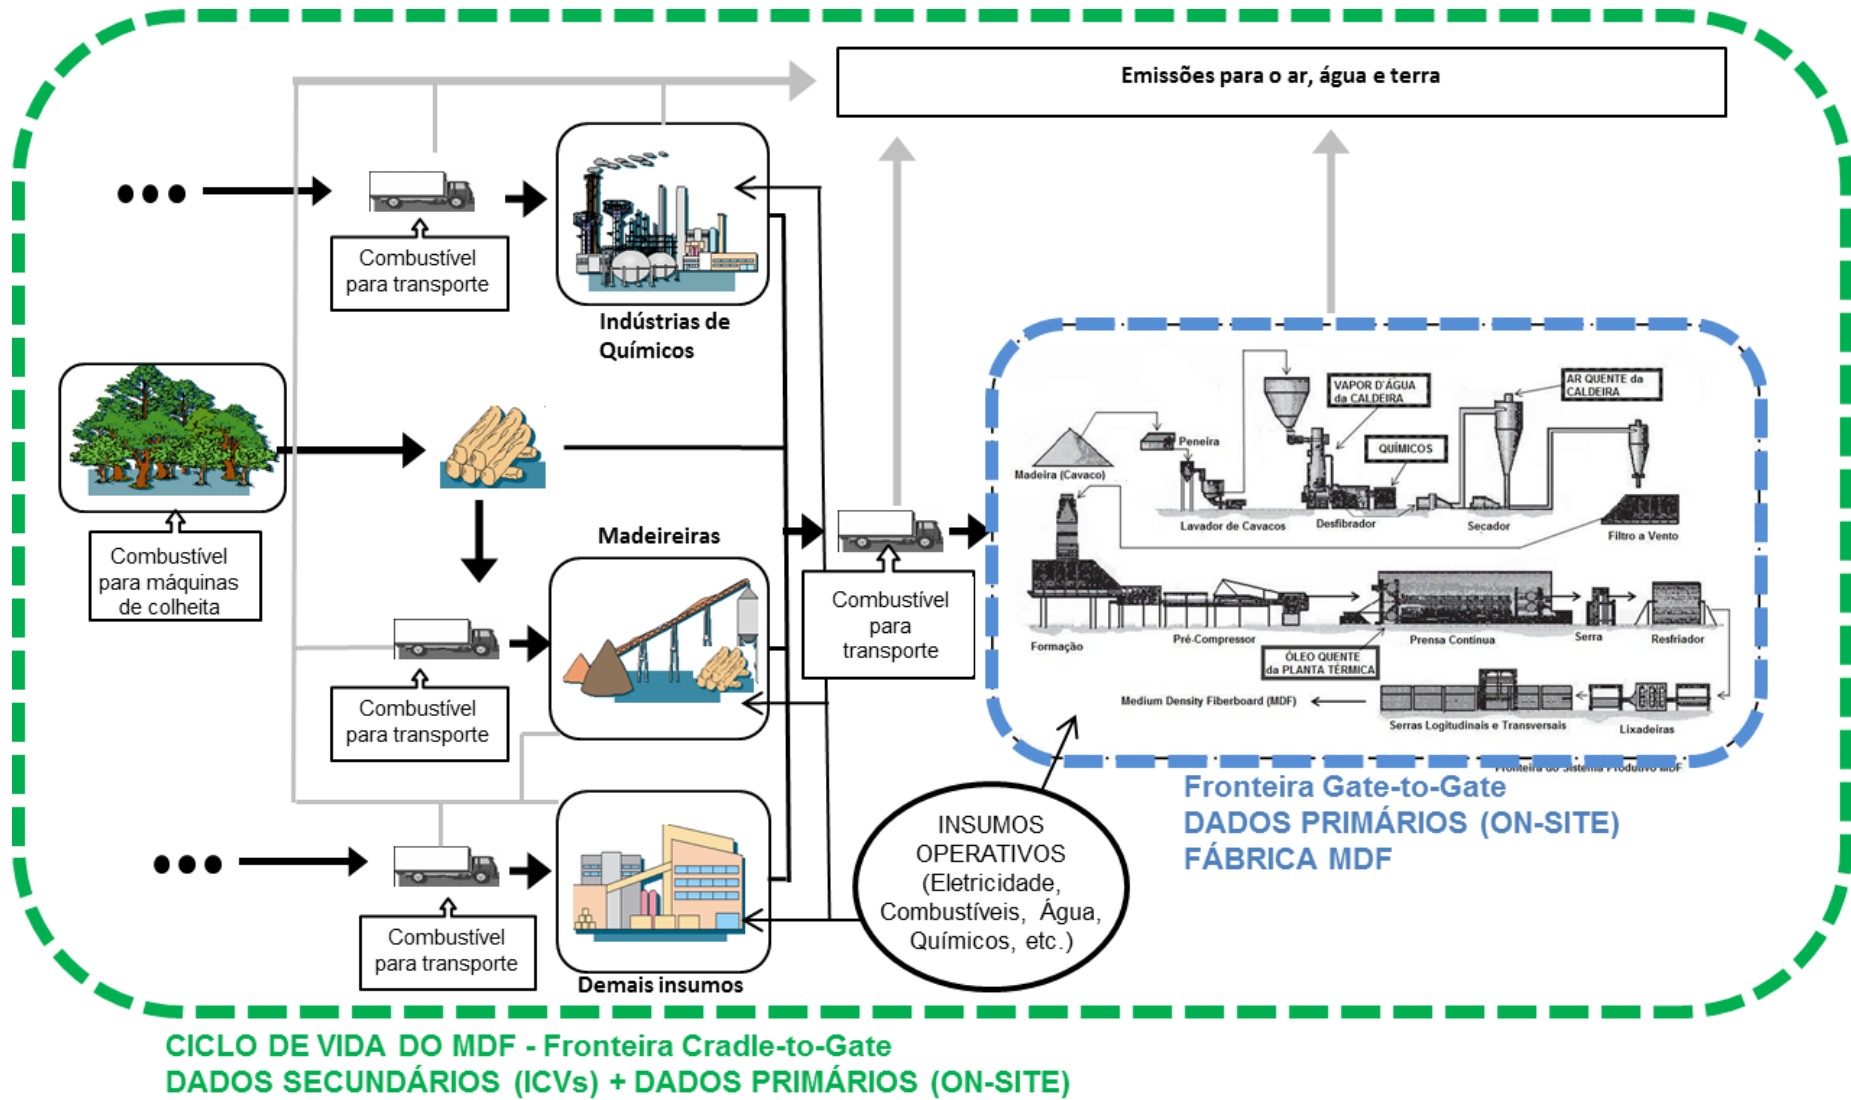 Emissões para o ar, água e terra
Combustível
para transporte
Indústrias de
Químicos
Combustível
para máquinas
de colheita
Madeireiras
Combustível
para transporte
Combustível
para transporte
Demais insumos
Combustível
para
transporte
INSUMOS
OPERATIVOS
(Eletricidade,
Combustíveis, Água,
Químicos, etc.)
Madeira (Cavaco)
Peneira
Lavador de Cavacos
VAPOR D'ÁGUA
da CALDEIRA
QUÍMICOS
Desfibrador
AR QUENTE da
CALDEIRA
Secador
Filtro a Vento
Formação
Pré-Compressor
ÓLEO QUENTE
da PLANTA TÉRMICA
Prensa Contínua
Serra
Resfriador
Medium Density Fiberboard (MDF)
Serras Logitudinais e Transversais
Lixadeiras
Fronteira do Sistema Produtivo MDF
Fronteira Gate-to-Gate
DADOS PRIMÁRIOS (ON-SITE)
FÁBRICA MDF
CICLO DE VIDA DO MDF - Fronteira Cradle-to-Gate
DADOS SECUNDÁRIOS (ICVs) + DADOS PRIMÁRIOS (ON-SITE)